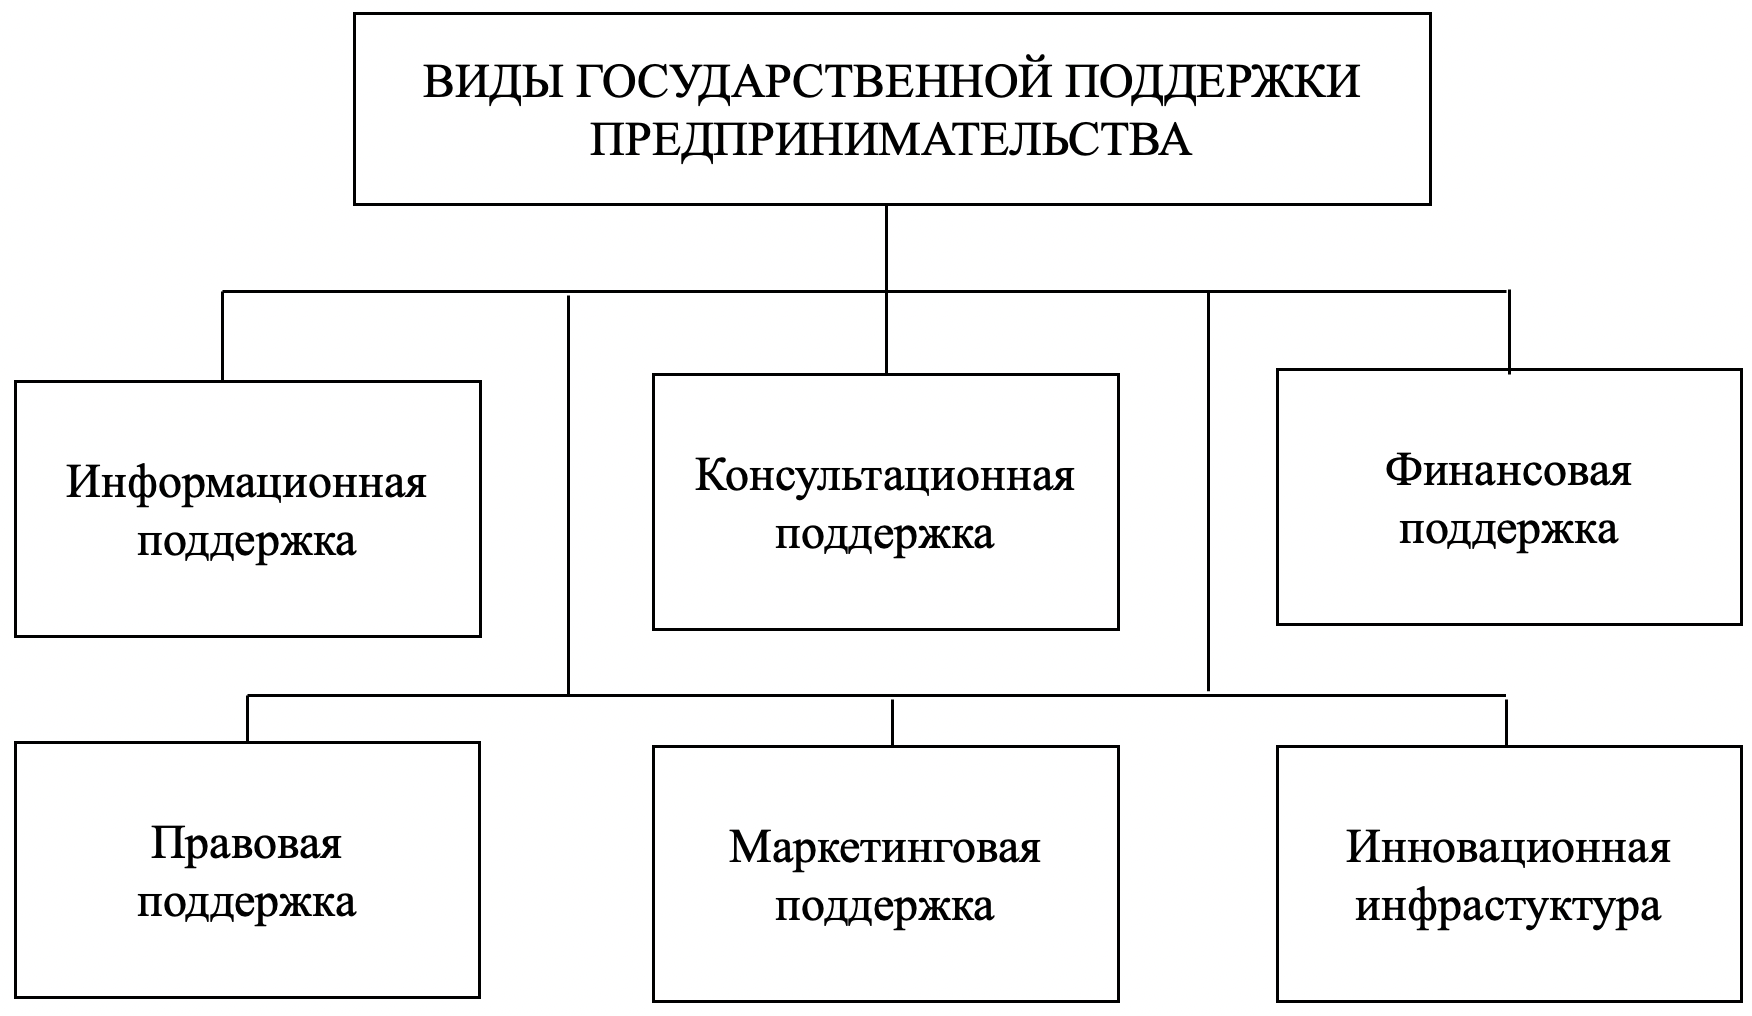 ВИДЫ ГОСУДАРСТВЕННОЙ ПОДДЕРЖКИ
ПРЕДПРИНИМАТЕЛЬСТВА
Информационная
поддержка
Консультационная
поддержка
Финансовая
поддержка
Правовая
поддержка
Маркетинговая
поддержка
Инновационная
инфрастуктура